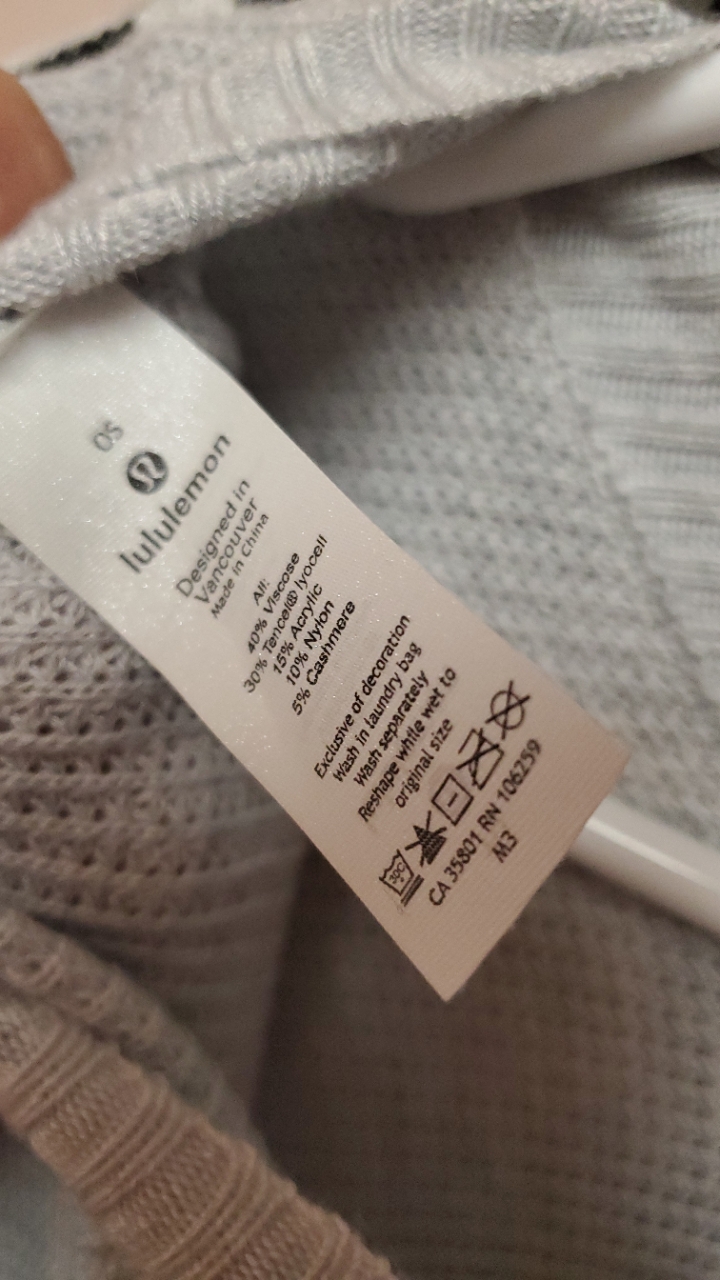 OS
lululemon
Designed in
Vancouver
Made in China
All:
40% Viscose
30% Tencel® lyocell
15% Acrylic
10% Nylon
5% Cashmere
Exclusive of decoration
Wash in laundry bag
Wash separately
Reshape while wet to
original size
30C
CA 35801 RN 106259
M3